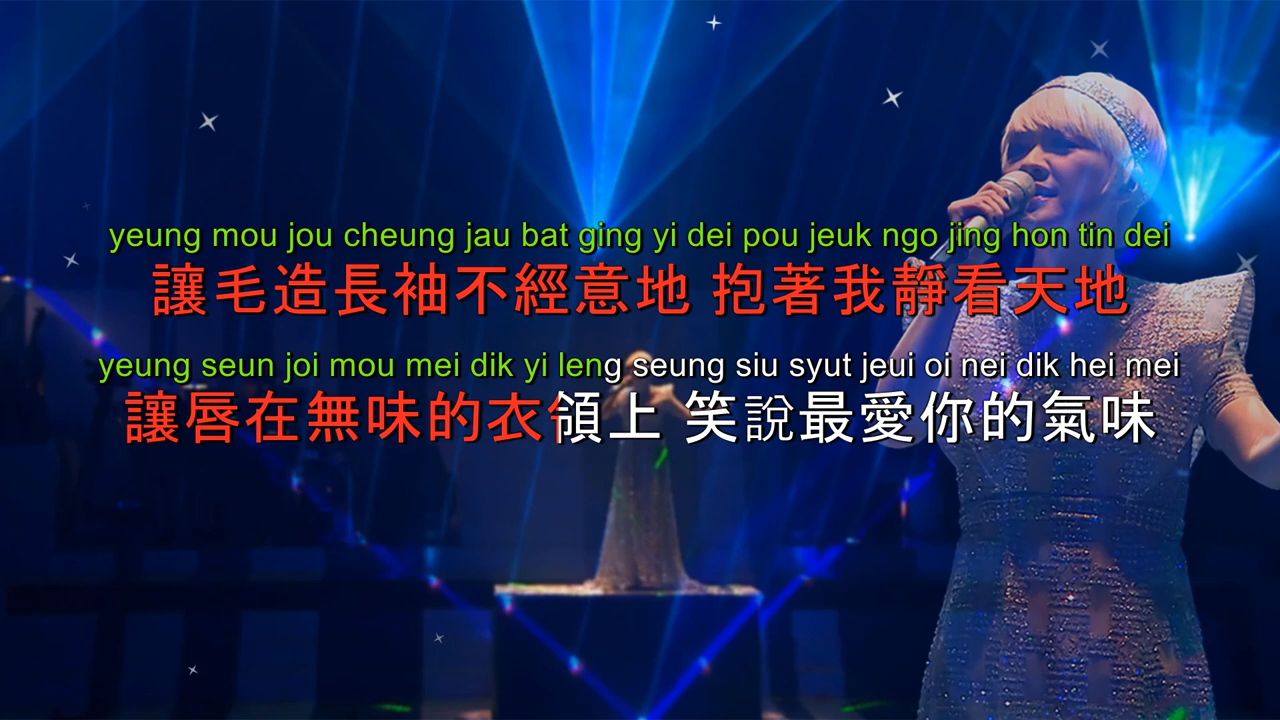 yeung mou jou cheung jau bat ging yi dei pou jeuk ngo jing hon tin dei
讓毛造長袖不經意地 抱著我靜看天地
yeung seun joi mou mei dik yi leng seung siu syut jeui oi nei dik hei mei
讓唇在無味的衣領上 笑說最愛你的氣味